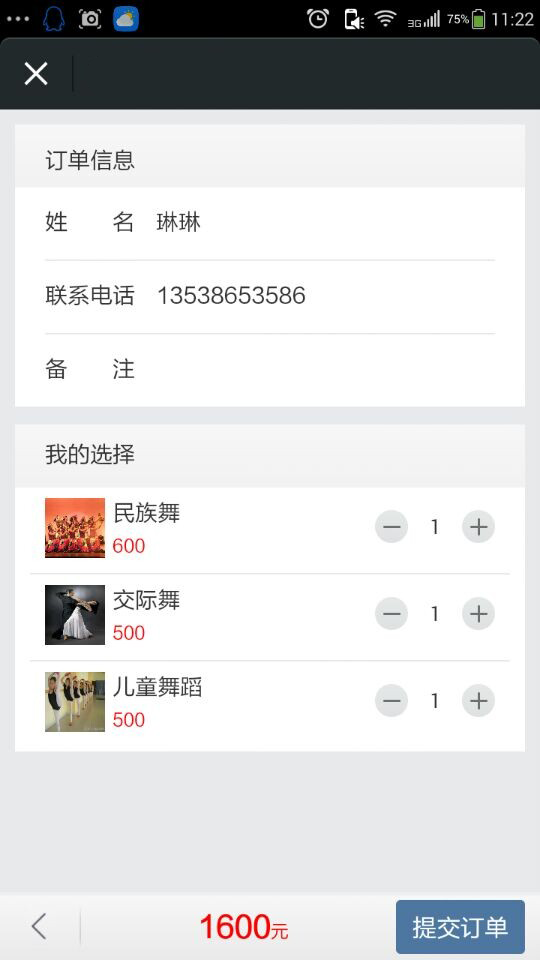 3G 75% 11:22
订单信息
姓 名 琳琳
联系电话 13538653586
备 注
我的选择
民族舞
600
1
交际舞
500
1
儿童舞蹈
500
1
1600元
提交订单